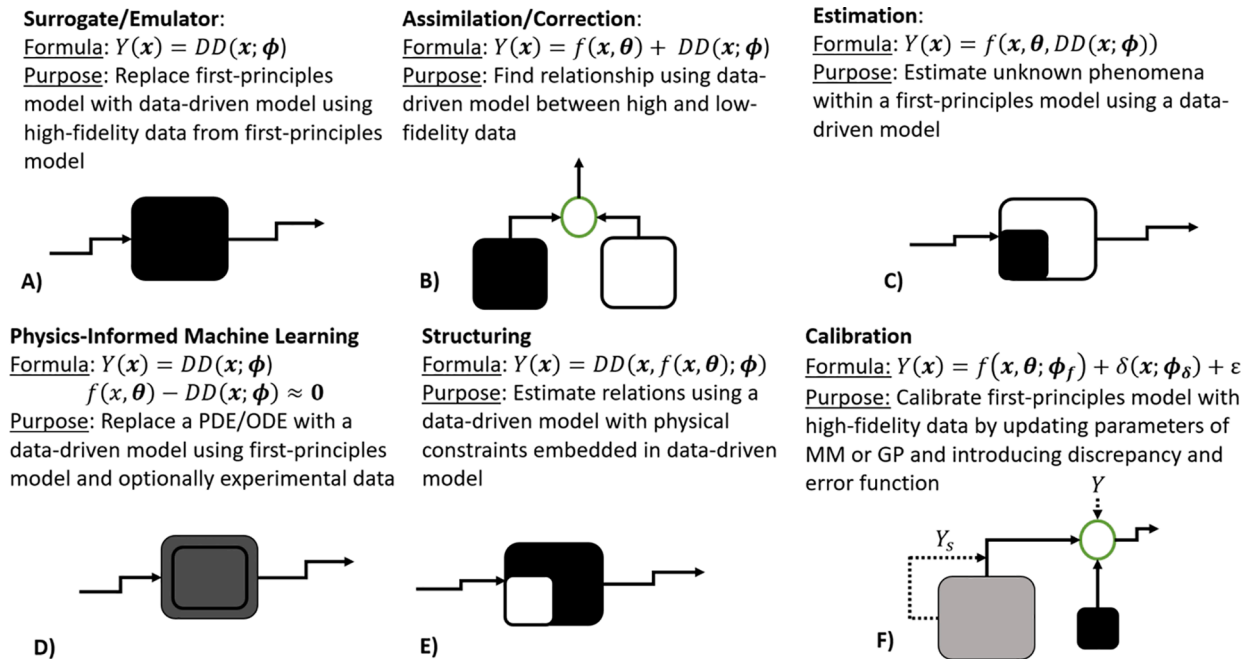 Surrogate/Emulator:
Formula: Y(x) = DD(x; ϕ)
Purpose: Replace first-principles
model with data-driven model using
high-fidelity data from first-principles
model
A)
Assimilation/Correction:
Formula: Y(x) = f(x, θ) + DD(x; ϕ)
Purpose: Find relationship using data-
driven model between high and low-
fidelity data
B)
Estimation:
Formula: Y(x) = f(x, θ, DD(x; ϕ))
Purpose: Estimate unknown phenomena
within a first-principles model using a data-
driven model
C)
Physics-Informed Machine Learning
Formula: Y(x) = DD(x; ϕ)
f(x, θ) − DD(x; ϕ) ≈ 0
Purpose: Replace a PDE/ODE with a
data-driven model using first-principles
model and optionally experimental data
D)
Structuring
Formula: Y(x) = DD(x, f(x, θ); ϕ)
Purpose: Estimate relations using a
data-driven model with physical
constraints embedded in data-driven
model
E)
Calibration
Formula: Y(x) = f(x, θ; ϕ_f) + δ(x; ϕ_δ) + ε
Purpose: Calibrate first-principles model with
high-fidelity data by updating parameters of
MM or GP and introducing discrepancy and
error function
Y
Y_s
F)